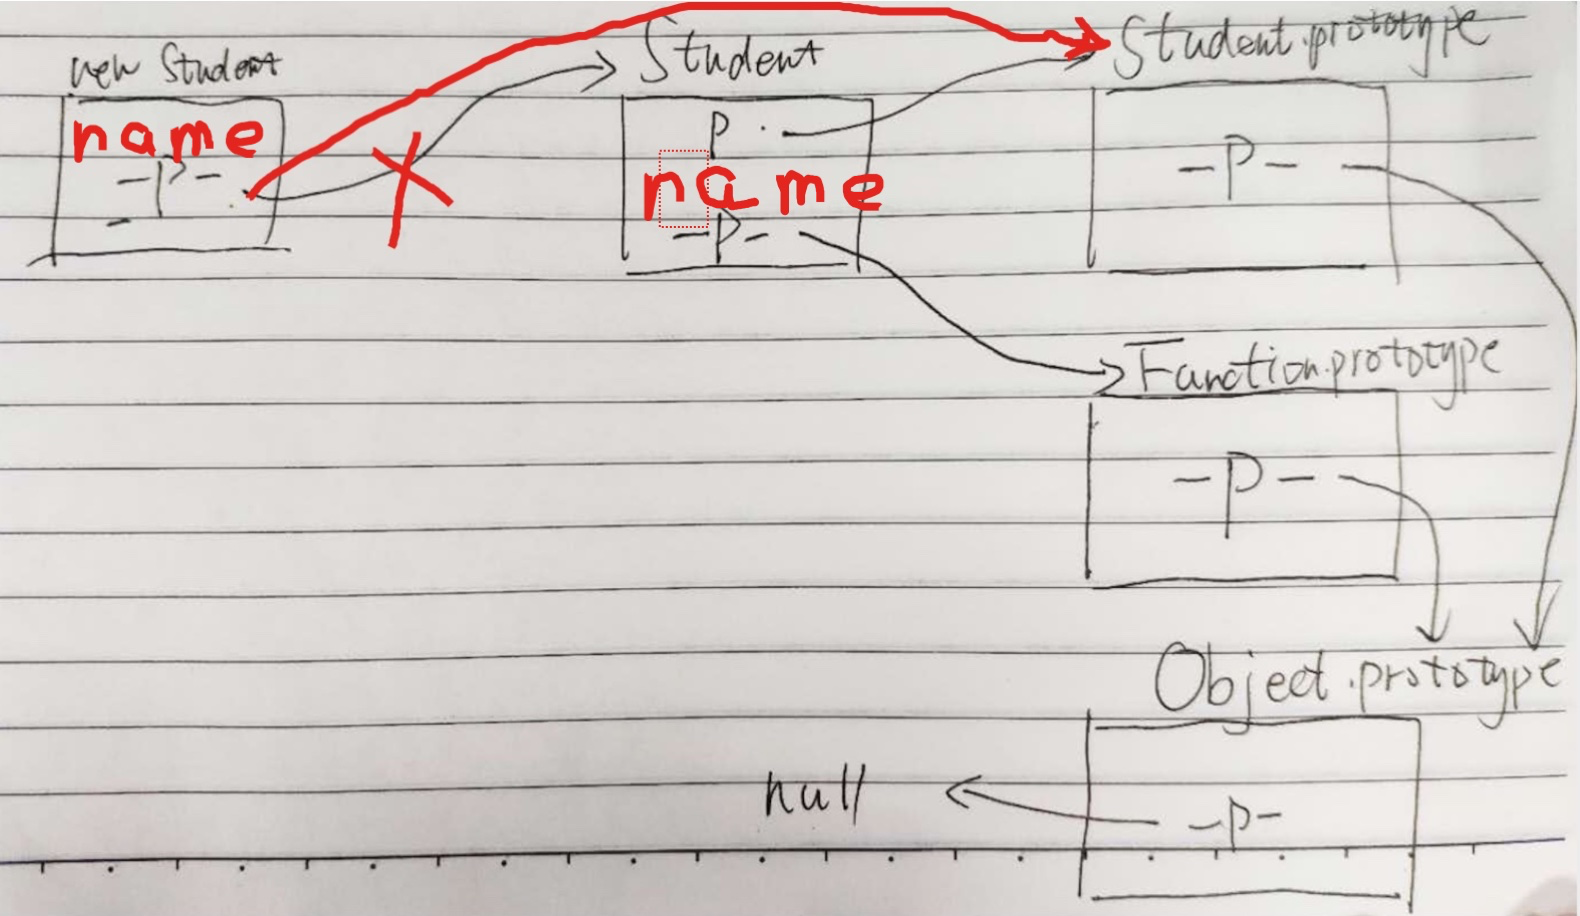 new Student
Student
Student.prototype
name
-P-
-
P
name
-P-
-P-
Function.prototype
-P-
Object.prototype
null
-P-